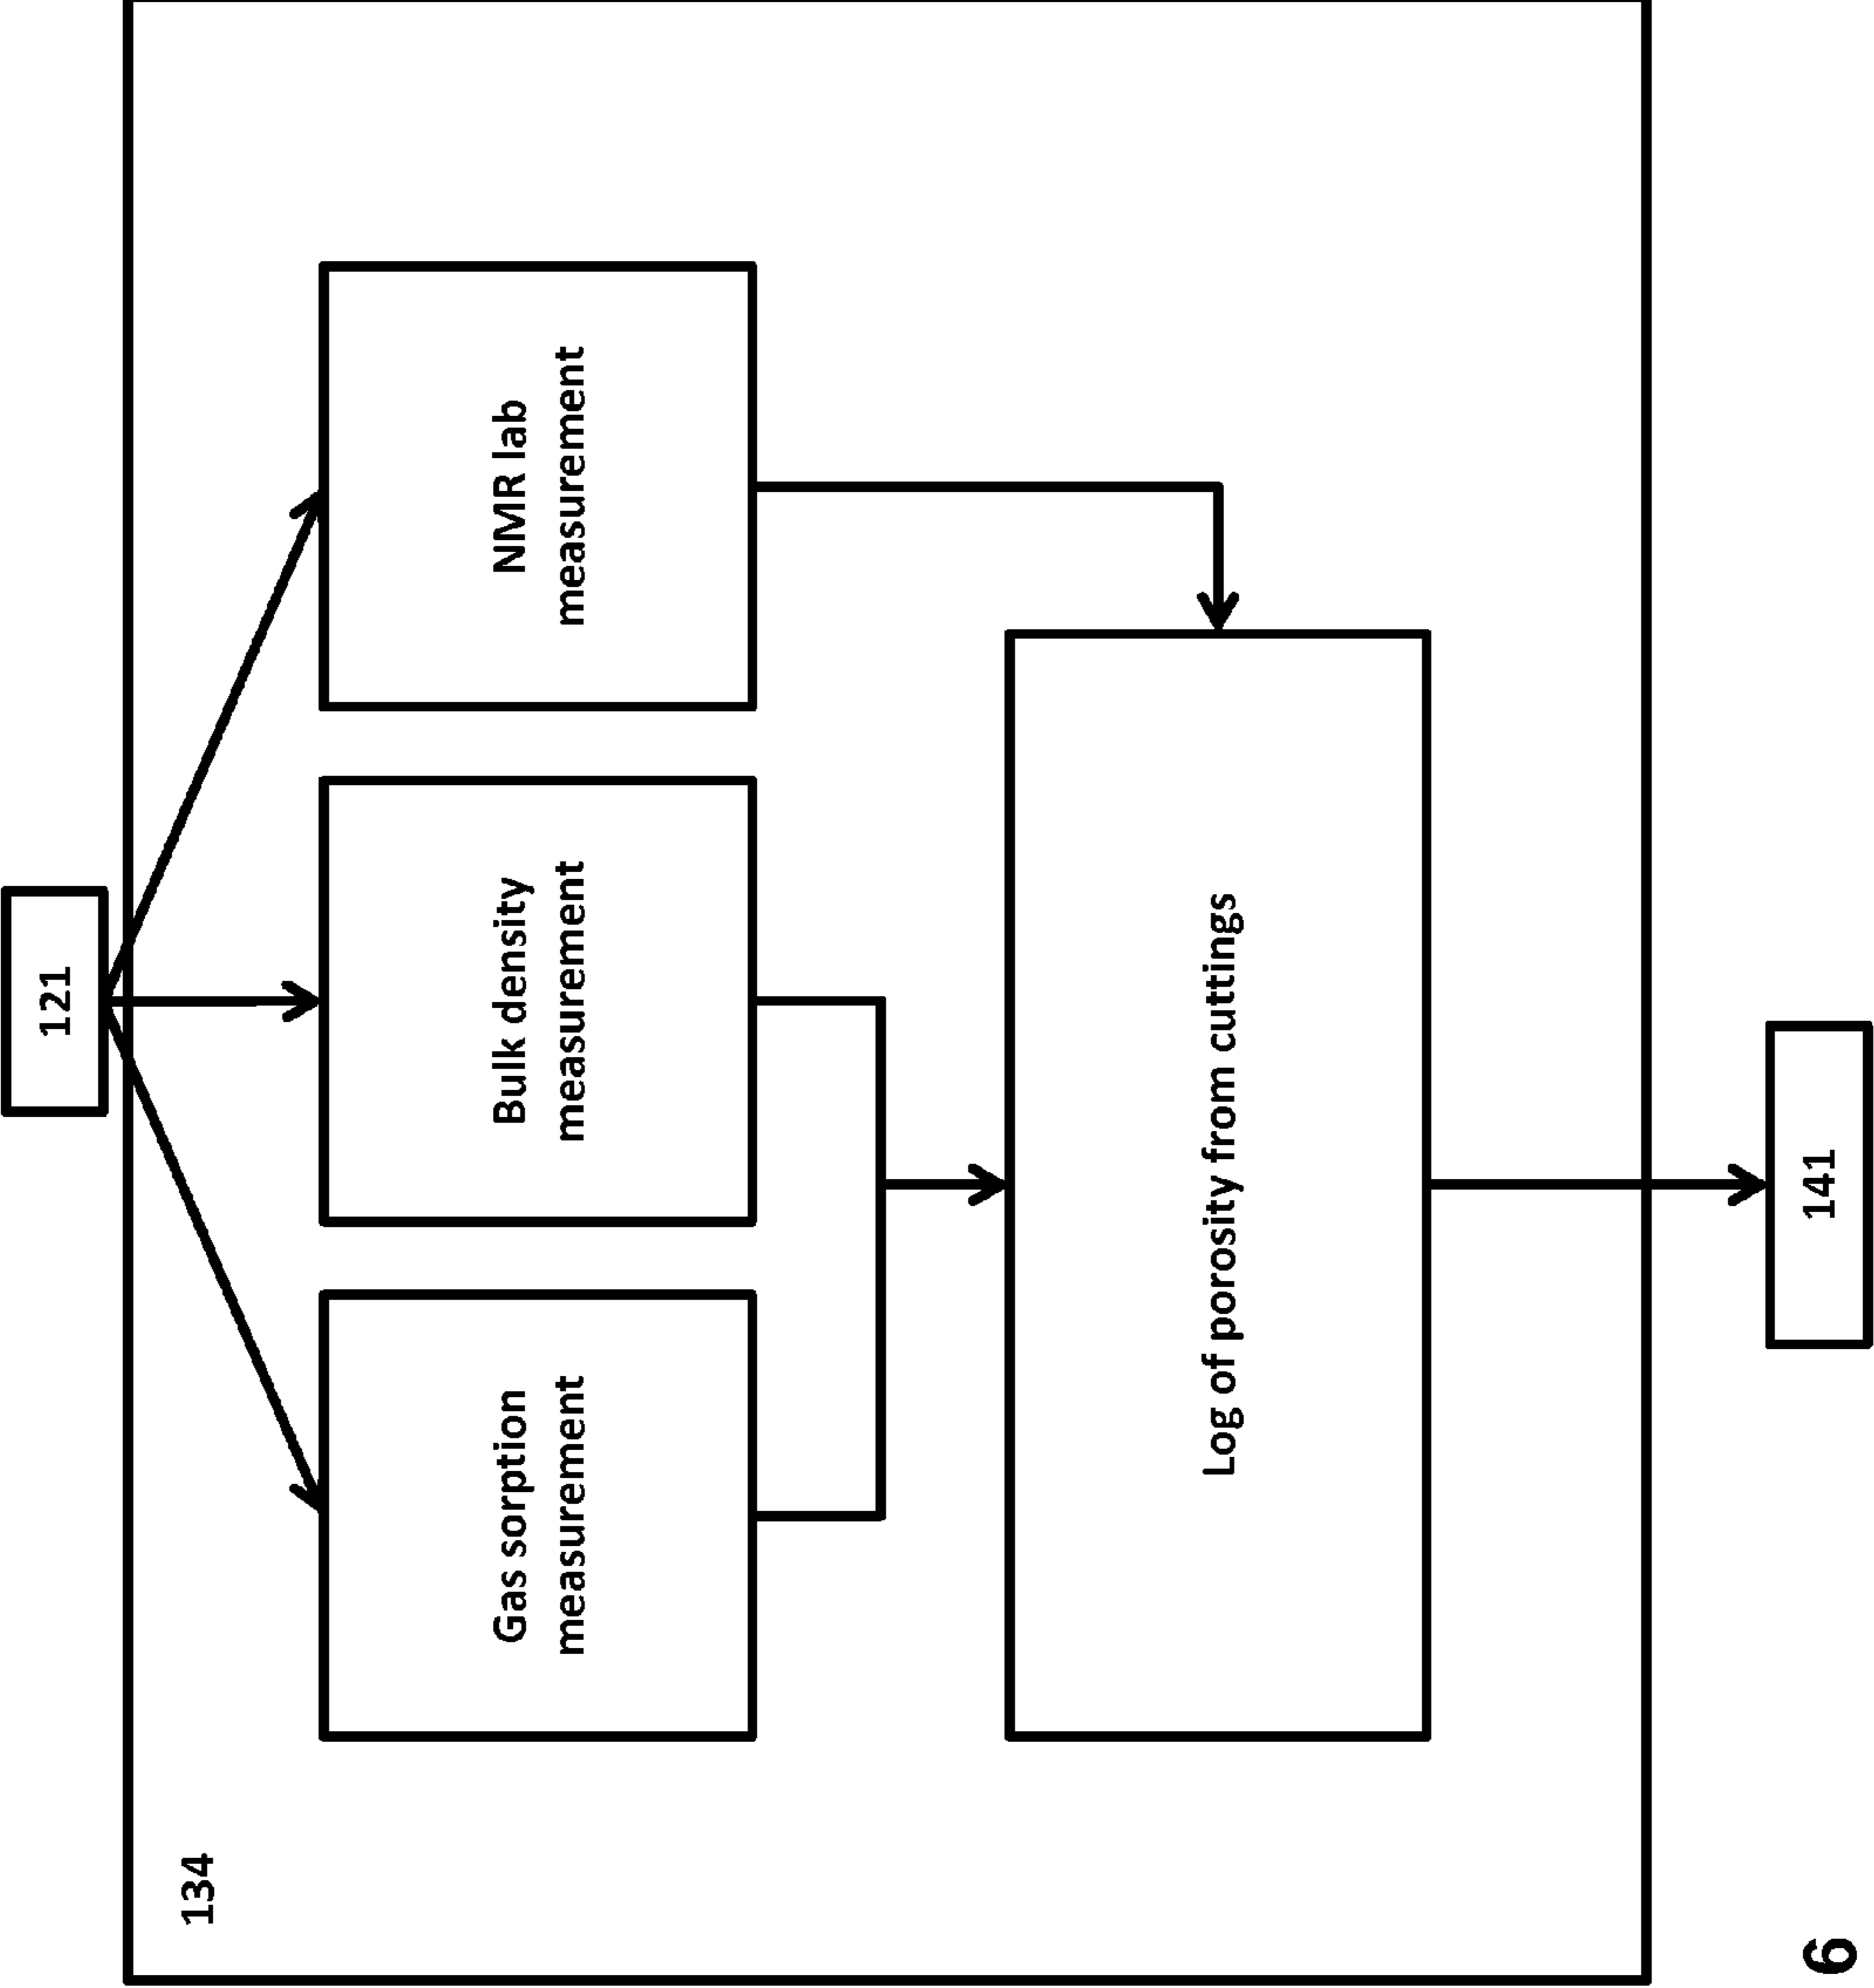 121
134
Gas sorption
measurement
Bulk density
measurement
NMR lab
measurement
Log of porosity from cuttings
141
6